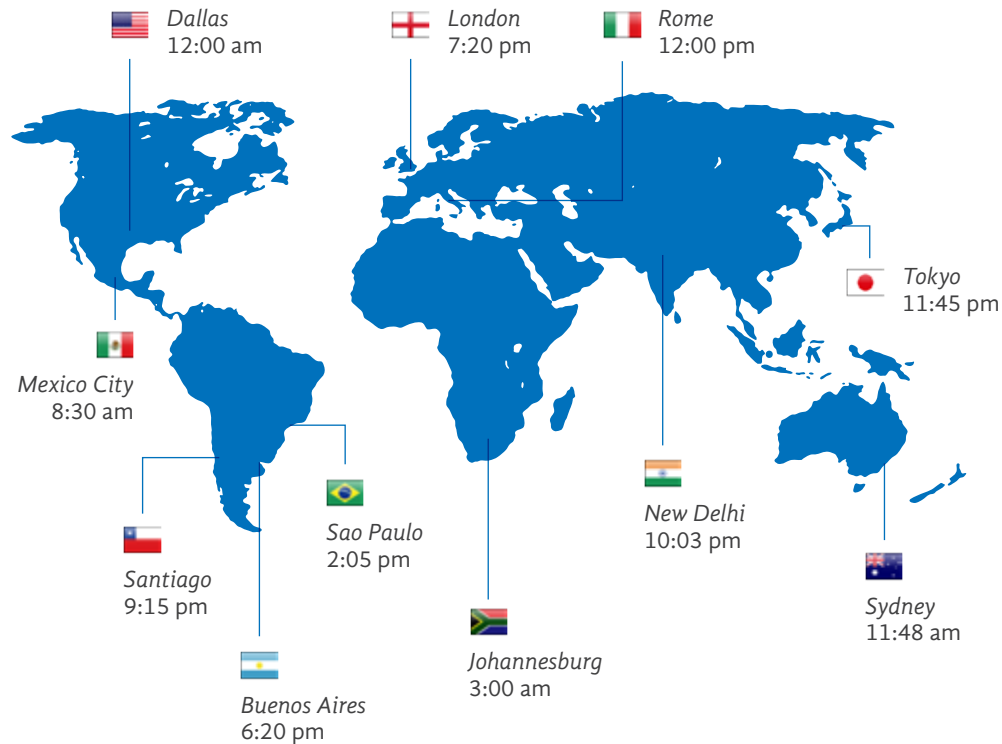 Dallas
12:00 am
London
7:20 pm
Rome
12:00 pm
Tokyo
11:45 pm
Mexico City
8:30 am
Sao Paulo
2:05 pm
New Delhi
10:03 pm
Santiago
9:15 pm
Sydney
11:48 am
Johannesburg
3:00 am
Buenos Aires
6:20 pm